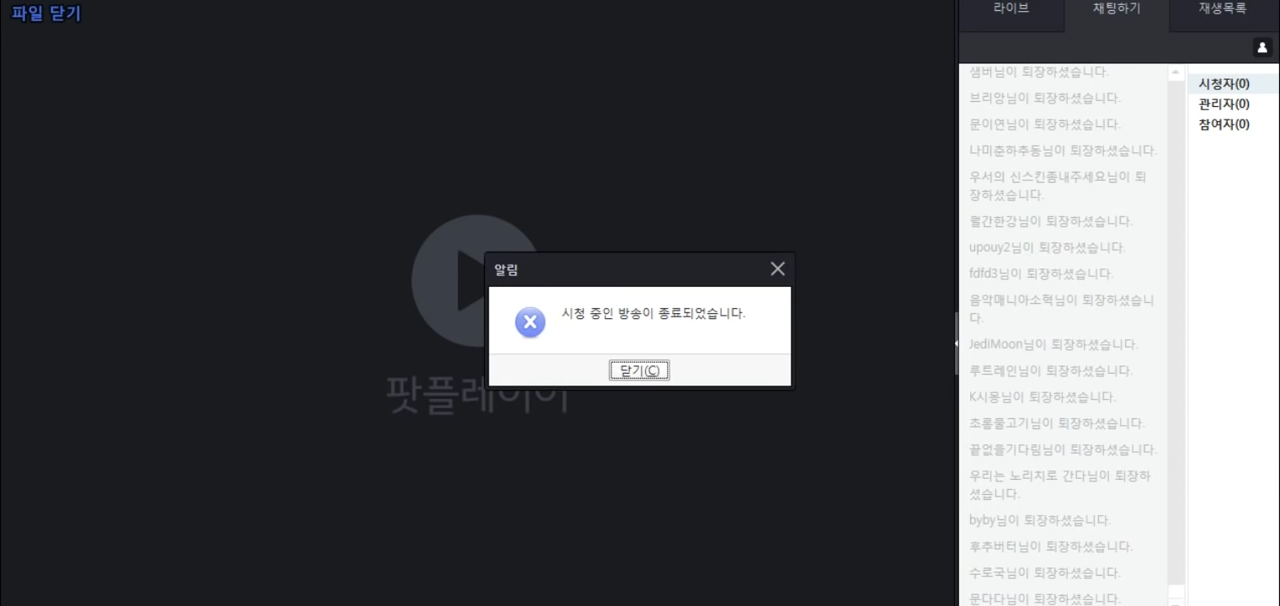 파일 닫기
라이브
채팅하기
재생목록
시청자(0)
관리자(0)
참여자(0)
샘버님이 퇴장하셨습니다.
브리앙님이 퇴장하셨습니다.
문이연님이 퇴장하셨습니다.
나미춘하추동님이 퇴장하셨습니다.
우서의 신스킨좀내주세요님이 퇴
장하셨습니다.
월간한강님이 퇴장하셨습니다.
upouy2님이 퇴장하셨습니다.
fdfd3님이 퇴장하셨습니다.
음악매니아소혁님이 퇴장하셨습니
다.
JediMoon님이 퇴장하셨습니다.
루트레인님이 퇴장하셨습니다.
K시몽님이 퇴장하셨습니다.
초롱물고기님이 퇴장하셨습니다.
끝없을기다림님이 퇴장하셨습니다.
우리는 노리치로 간다님이 퇴장하
셨습니다.
byby님이 퇴장하셨습니다.
후추버터님이 퇴장하셨습니다.
수로국님이 퇴장하셨습니다.
문다다님이 퇴장하셨습니다.
알림
시청 중인 방송이 종료되었습니다.
닫기(C)
팟플레이어